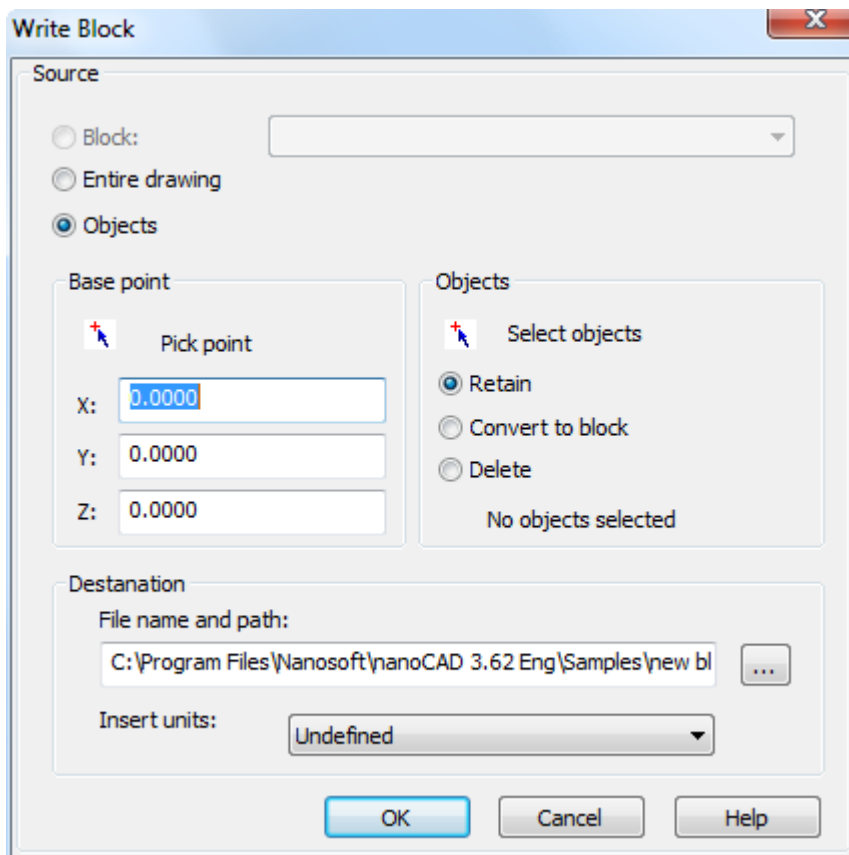 Write Block
Source
Block:
Entire drawing
Objects
Base point
Pick point
X: 0.0000
Y: 0.0000
Z: 0.0000
Objects
Select objects
Retain
Convert to block
Delete
No objects selected
Destanation
File name and path:
C:\Program Files\Nanosoft\nanoCAD 3.62 Eng\Samples\new bl
...
Insert units:
Undefined
OK Cancel Help